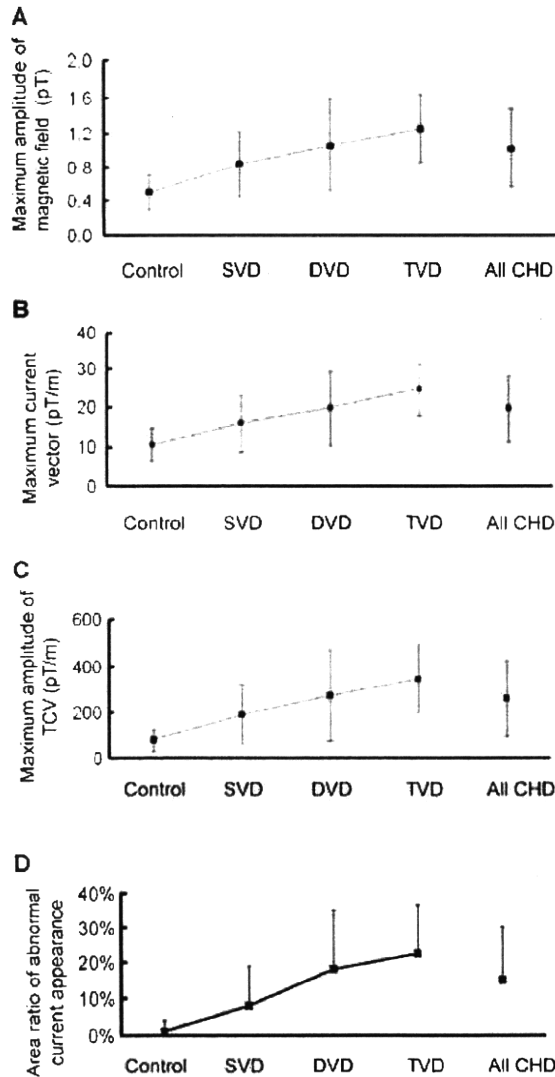 A
Maximum amplitude of
magnetic field (pT)
2.0
1.6
1.2
0.8
0.4
0.0
Control SVD DVD TVD All CHD
B
Maximum current
vector (pT/m)
40
30
20
10
0
Control SVD DVD TVD All CHD
C
Maximum amplitude of
TCV (pT/m)
600
400
200
0
Control SVD DVD TVD All CHD
D
Area ratio of abnormal
current appearance
40%
30%
20%
10%
0%
Control SVD DVD TVD All CHD